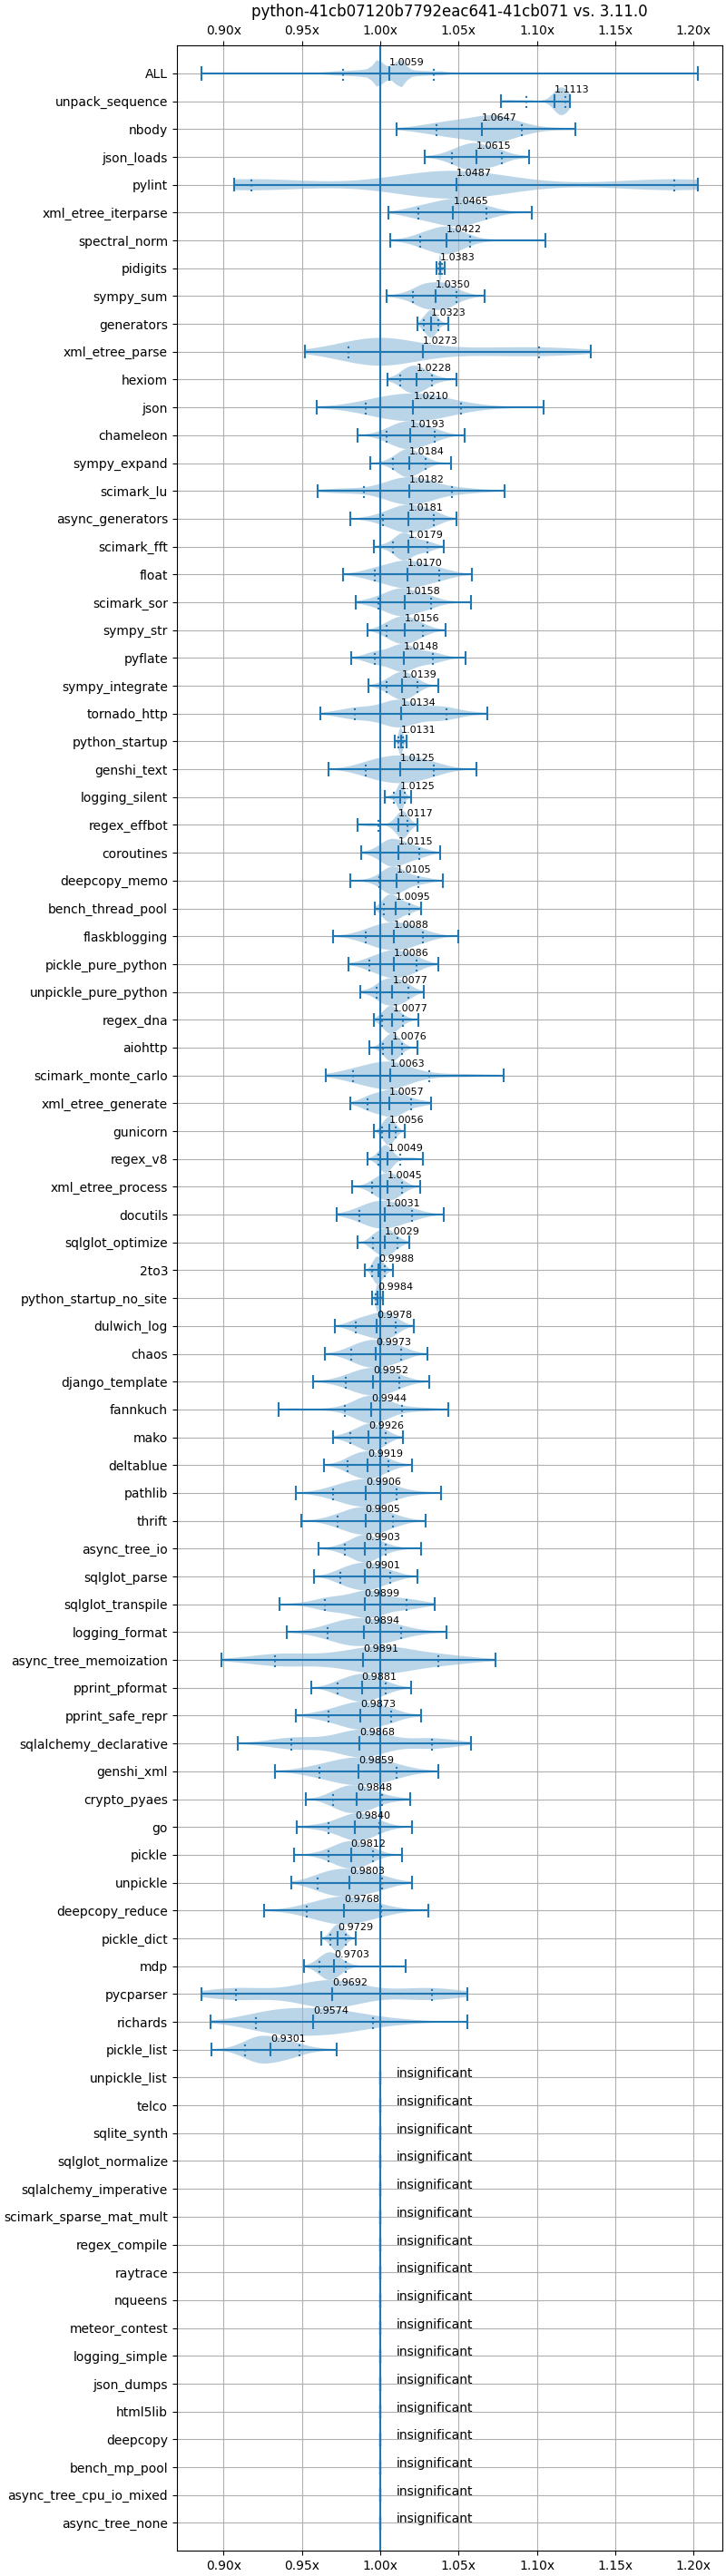 python-41cb07120b7792eac641-41cb071 vs. 3.11.0
0.90x 0.95x 1.00x 1.05x 1.10x 1.15x 1.20x
ALL 1.0059
unpack_sequence 1.1113
nbody 1.0647
json_loads 1.0615
pylint 1.0487
xml_etree_iterparse 1.0465
spectral_norm 1.0422
pidigits 1.0383
sympy_sum 1.0350
generators 1.0323
xml_etree_parse 1.0273
hexiom 1.0228
json 1.0210
chameleon 1.0193
sympy_expand 1.0184
scimark_lu 1.0182
async_generators 1.0181
scimark_fft 1.0179
float 1.0170
scimark_sor 1.0158
sympy_str 1.0156
pyflate 1.0148
sympy_integrate 1.0139
tornado_http 1.0134
python_startup 1.0131
genshi_text 1.0125
logging_silent 1.0125
regex_effbot 1.0117
coroutines 1.0115
deepcopy_memo 1.0105
bench_thread_pool 1.0095
flaskblogging 1.0088
pickle_pure_python 1.0086
unpickle_pure_python 1.0077
regex_dna 1.0077
aiohttp 1.0076
scimark_monte_carlo 1.0063
xml_etree_generate 1.0057
gunicorn 1.0056
regex_v8 1.0049
xml_etree_process 1.0045
docutils 1.0031
sqlglot_optimize 1.0029
2to3 0.9988
python_startup_no_site 0.9984
dulwich_log 0.9978
chaos 0.9973
django_template 0.9952
fannkuch 0.9944
mako 0.9926
deltablue 0.9919
pathlib 0.9906
thrift 0.9905
async_tree_io 0.9903
sqlglot_parse 0.9901
sqlglot_transpile 0.9899
logging_format 0.9894
async_tree_memoization 0.9891
pprint_pformat 0.9881
pprint_safe_repr 0.9873
sqlalchemy_declarative 0.9868
genshi_xml 0.9859
crypto_pyaes 0.9848
go 0.9840
pickle 0.9812
unpickle 0.9803
deepcopy_reduce 0.9768
pickle_dict 0.9729
mdp 0.9703
pycparser 0.9692
richards 0.9574
pickle_list 0.9301
unpickle_list insignificant
telco insignificant
sqlite_synth insignificant
sqlglot_normalize insignificant
sqlalchemy_imperative insignificant
scimark_sparse_mat_mult insignificant
regex_compile insignificant
raytrace insignificant
nqueens insignificant
meteor_contest insignificant
logging_simple insignificant
json_dumps insignificant
html5lib insignificant
deepcopy insignificant
bench_mp_pool insignificant
async_tree_cpu_io_mixed insignificant
async_tree_none insignificant
0.90x 0.95x 1.00x 1.05x 1.10x 1.15x 1.20x